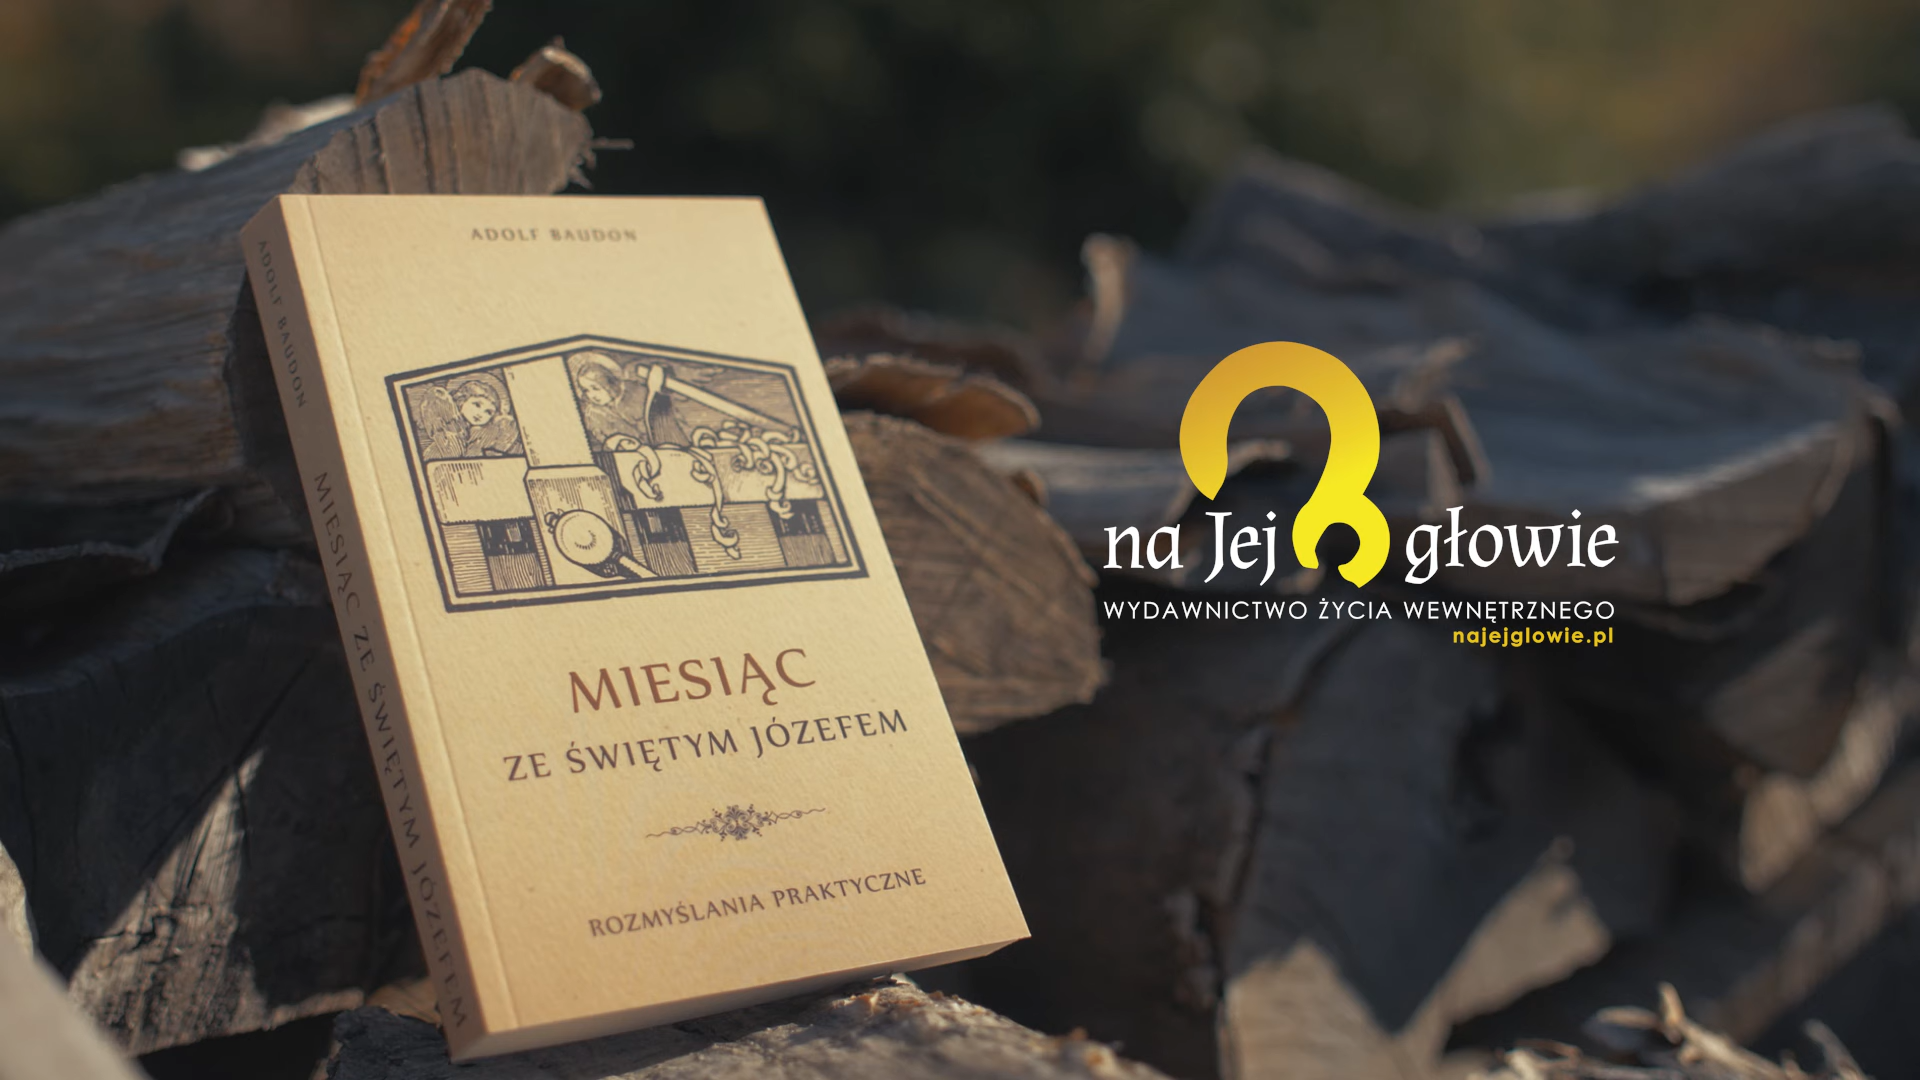 ADOLF BAUDON
MIESIĄC
ZE ŚWIĘTYM JÓZEFEM
ROZMYŚLANIA PRAKTYCZNE
ADOLF BAUDON
MIESIĄC ZE ŚWIĘTYM JÓZEFEM
na Jej głowie
WYDAWNICTWO ŻYCIA WEWNĘTRZNEGO
najejglowie.pl